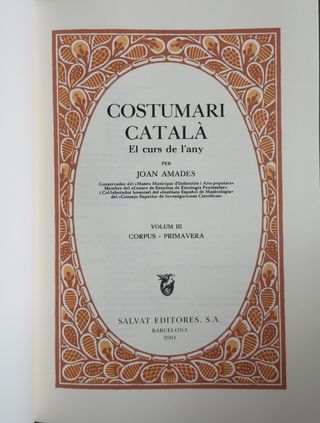 COSTUMARI
CATALÀ
El curs de l'any
PER
JOAN AMADES
Conservador del «Museo Municipal d'Indústries i Arts populars»
Membre del «Centro de Estudios de Etnología Peninsular»
i Col·laborador honorari del «Instituto Español de Musicología»
del «Consejo Superior de Investigaciones Científicas»
VOLUM III
CORPUS - PRIMAVERA
SALVAT EDITORES, S.A.
BARCELONA
2001